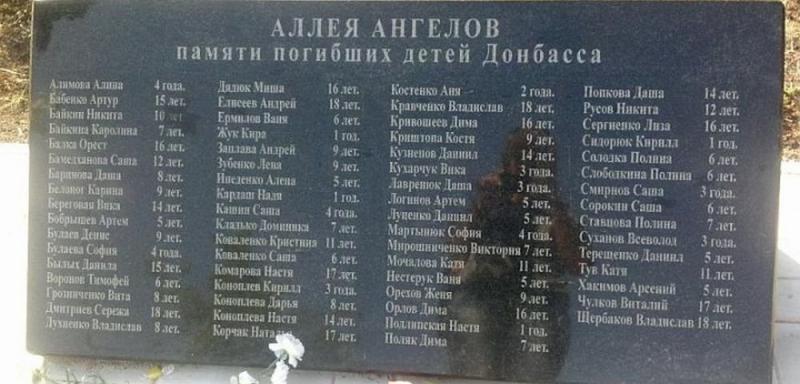 АЛЛЕЯ АНГЕЛОВ
памяти погибших детей Донбасса
Алимова Алина 4 года.
Бабенко Артур 15 лет.
Байкин Никита 10 лет
Байкина Каролина 7 лет.
Балка Орест 16 лет.
Бамедханова Саша 12 лет.
Баринова Даша 8 лет.
Белоног Карина 9 лет.
Береговая Вика 14 лет.
Бобрышев Артем 5 лет.
Булаев Денис 9 лет.
Булаева София 4 года.
Былых Данила 15 лет.
Воронов Тимофей 6 лет.
Грозниченко Вита 8 лет.
Дмитриев Сережа 18 лет.
Лухненко Владислав 8 лет.
Дядюк Миша 16 лет.
Елисеев Андрей 18 лет.
Ермилов Ваня 6 лет.
Жук Кира 1 год.
Заплава Андрей 9 лет.
Зубенко Лева 9 лет.
Ищеденко Алена 5 лет.
Кардаш Надя 1 год.
Кашин Саша 4 года.
Кладько Доминика 7 лет.
Коваленко Кристина 11 лет.
Коваленко Саша 6 лет.
Комарова Настя 17 лет.
Коноплев Кирилл 3 года.
Коноплева Дарья 8 лет.
Коноплева Настя 14 лет.
Корчак Наталья 17 лет.
Костенко Аня 2 года.
Кравченко Владислав 18 лет.
Кривошеев Дима 16 лет.
Криштопа Костя 9 лет.
Кузнецов Даниил 14 лет.
Кухарчук Вика 3 года.
Лавренюк Даша 3 года.
Логинов Артем 5 лет.
Луценко Даниил 5 лет.
Мартынюк София 4 года.
Мирошниченко Виктория 7 лет.
Мочалова Катя 11 лет.
Нестерук Ваня 5 лет.
Орехов Женя 9 лет.
Орлов Дима 16 лет.
Подлипская Настя 1 год.
Поляк Дима 7 лет.
Попкова Даша 14 лет.
Русов Никита 12 лет.
Сергиенко Лиза 16 лет.
Сидорюк Кирилл 1 год.
Солодка Полина 6 лет.
Слободкина Полина 6 лет.
Смирнов Саша 3 года.
Сорокин Саша 6 лет.
Ставцова Полина 7 лет.
Суханов Всеволод 3 года.
Терещенко Даниил 5 лет.
Тув Катя 11 лет.
Хакимов Арсений 5 лет.
Чулков Виталий 17 лет.
Щербаков Владислав 18 лет.